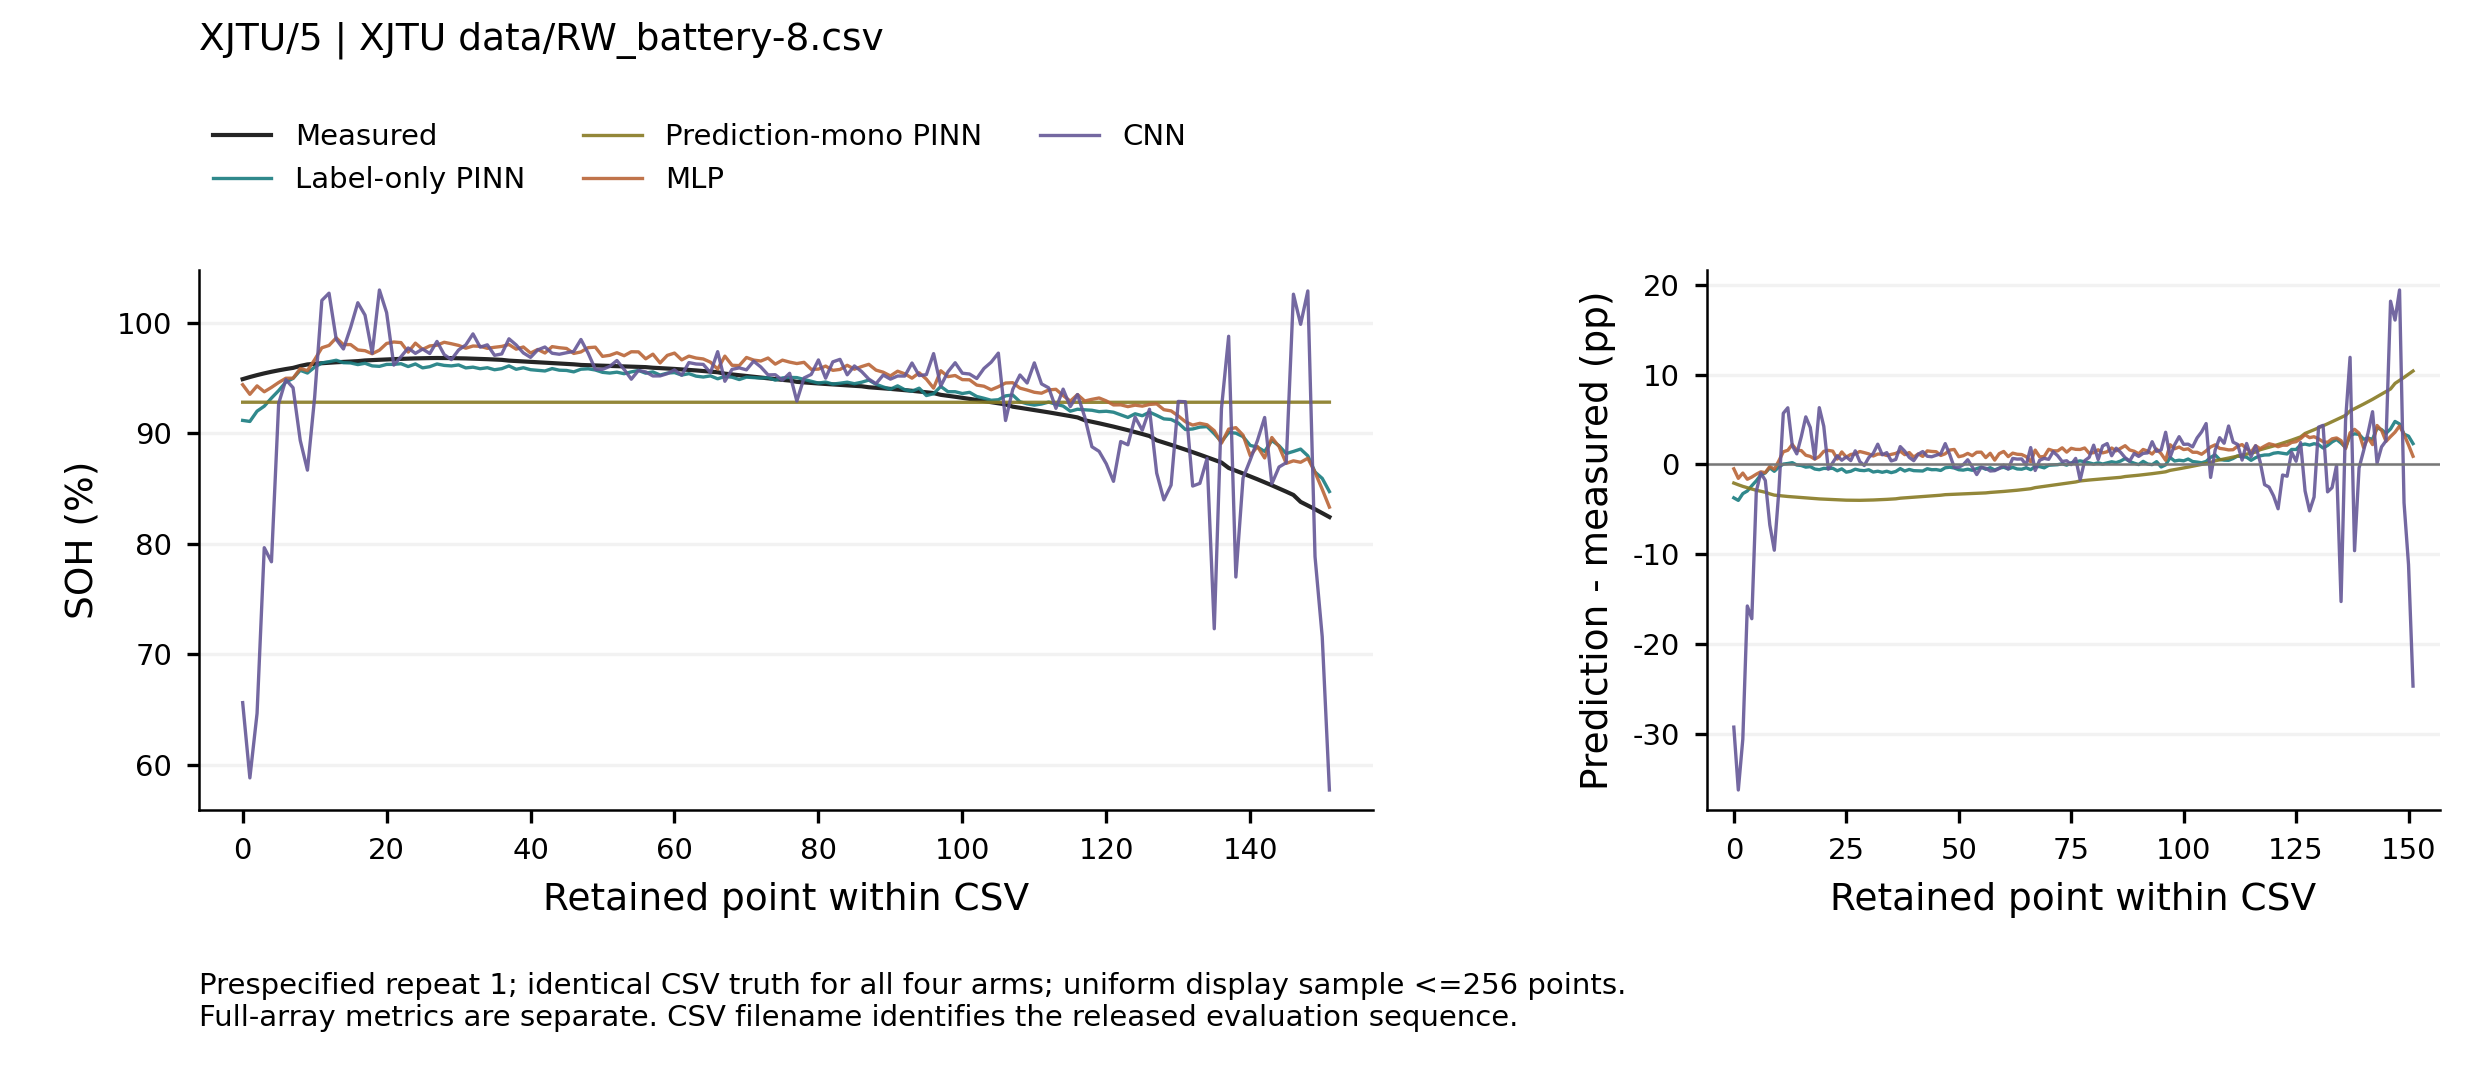 XJTU/5 | XJTU data/RW_battery-8.csv
Measured
Label-only PINN
Prediction-mono PINN
MLP
CNN
SOH (%)
100
90
80
70
60
0 20 40 60 80 100 120 140
Retained point within CSV
Prediction - measured (pp)
20
10
0
-10
-20
-30
0 25 50 75 100 125 150
Retained point within CSV
Prespecified repeat 1; identical CSV truth for all four arms; uniform display sample <=256 points.
Full-array metrics are separate. CSV filename identifies the released evaluation sequence.